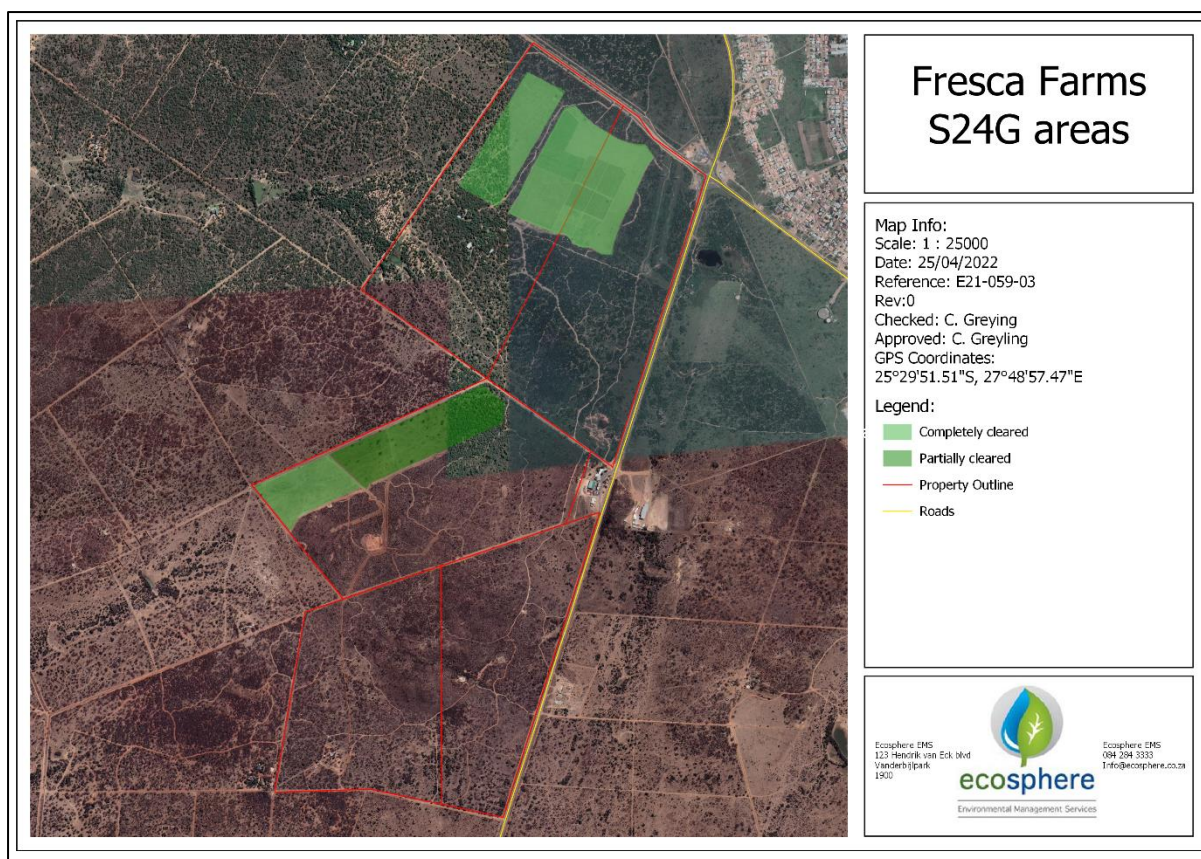 Fresca Farms
S24G areas
Map Info:
Scale: 1 : 25000
Date: 25/04/2022
Reference: E21-059-03
Rev:0
Checked: C. Greying
Approved: C. Greyling
GPS Coordinates:
25°29'51.51"S, 27°48'57.47"E
Legend:
Completely cleared
Partially cleared
Property Outline
Roads
Ecosphere EMS
123 Hendrik van Eck blvd
Vanderbijlpark
1900
ecosphere
Environmental Management Services
Ecosphere EMS
084 284 3333
Info@ecosphere.co.za